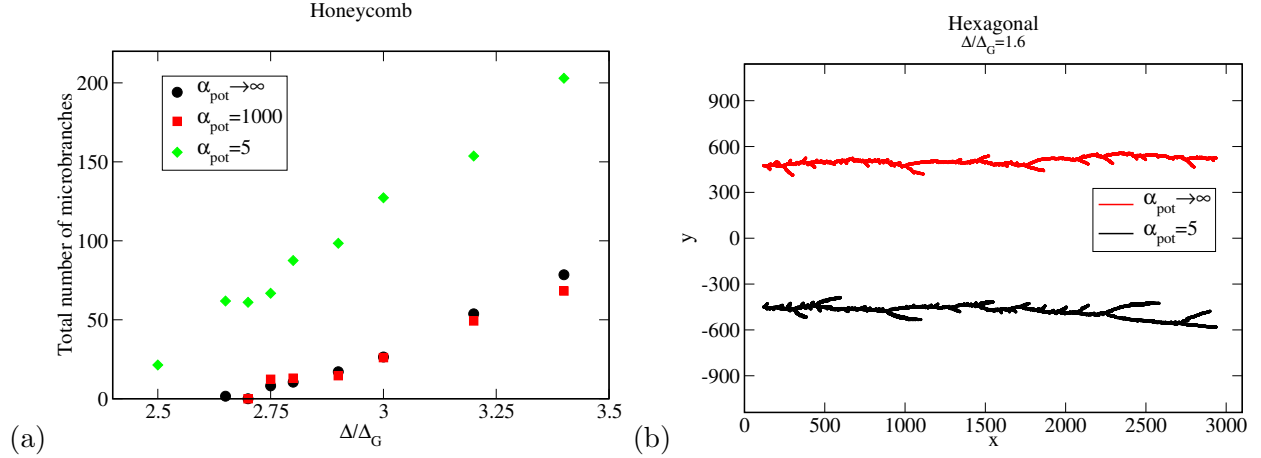 Honeycomb
Total number of microbranches
200
150
100
50
0
α_pot→∞
α_pot=1000
α_pot=5
2.5
2.75
3
3.25
3.5
Δ/Δ_G
(a)
Hexagonal
Δ/Δ_G=1.6
y
900
600
300
0
-300
-600
-900
α_pot→∞
α_pot=5
0
500
1000
1500
2000
2500
3000
x
(b)